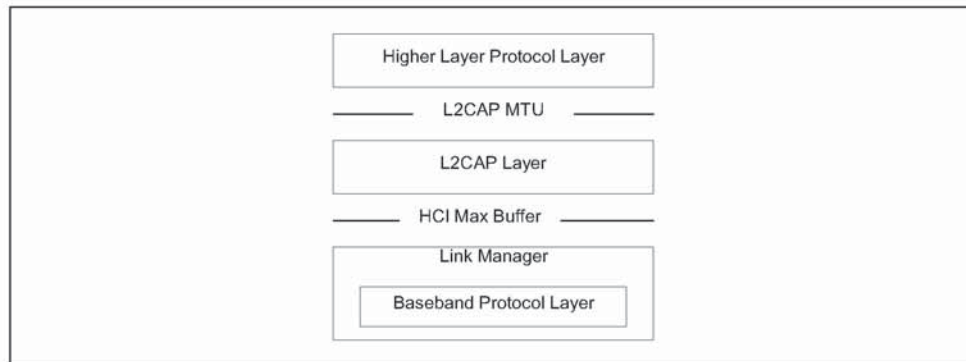 Higher Layer Protocol Layer
L2CAP MTU
L2CAP Layer
HCI Max Buffer
Link Manager
Baseband Protocol Layer